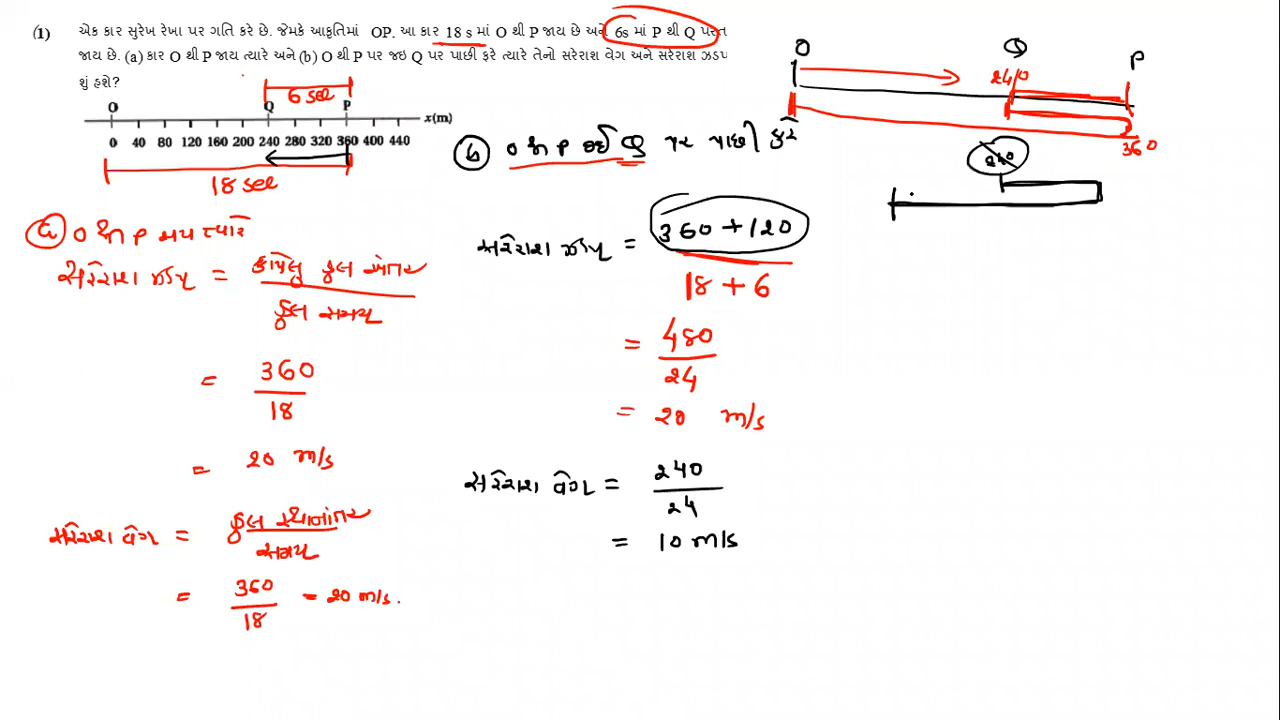 (1) એક કાર સુરેખ રેખા પર ગતિ કરે છે. જેમકે આકૃતિમાં OP. આ કાર 18 s માં O થી P જાય છે અને 6s માં P થી Q પરત
જાય છે. (a) કાર O થી P જાય ત્યારે અને (b) O થી P પર જઇ Q પર પાછી ફરે ત્યારે તેનો સરેરાશ વેગ અને સરેરાશ ઝડપ
શું હશે?
6 sec
O Q P
x(m)
0 40 80 120 160 200 240 280 320 360 400 440
18 sec
O Q P
240
360
240
O થી P જાય ત્યારે
સરેરાશ ઝડપ = કાપેલુ કુલ અંતર
કુલ સમય
= 360
18
= 20 m/s
સરેરાશ વેગ = કુલ સ્થાનાંતર
સમય
= 360
18
= 20 m/s.
b O થી P જઈ Q પર પાછી ફરે
સરેરાશ ઝડપ = 360 + 120
18 + 6
= 480
24
= 20 m/s
સરેરાશ વેગ = 240
24
= 10 m/s